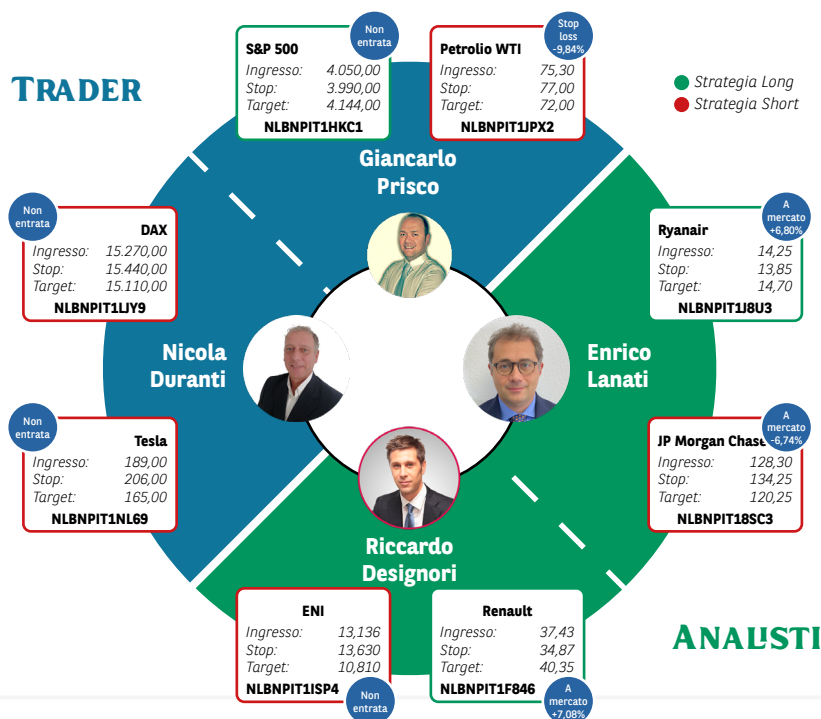 TRADER
Non
entrata
S&P 500
Ingresso: 4.050,00
Stop: 3.990,00
Target: 4.144,00
NLBNPIT1HKC1
Stop
loss
-9,84%
Petrolio WTI
Ingresso: 75,30
Stop: 77,00
Target: 72,00
NLBNPIT1JPX2
Strategia Long
Strategia Short
Giancarlo
Prisco
Non
entrata
DAX
Ingresso: 15.270,00
Stop: 15.440,00
Target: 15.110,00
NLBNPIT1LJY9
A
mercato
+6,80%
Ryanair
Ingresso: 14,25
Stop: 13,85
Target: 14,70
NLBNPIT1J8U3
Nicola
Duranti
Enrico
Lanati
Non
entrata
Tesla
Ingresso: 189,00
Stop: 206,00
Target: 165,00
NLBNPIT1NL69
A
mercato
-6,74%
JP Morgan Chase
Ingresso: 128,30
Stop: 134,25
Target: 120,25
NLBNPIT18SC3
Riccardo
Designori
ENI
Ingresso: 13,136
Stop: 13,630
Target: 10,810
NLBNPIT1ISP4
Non
entrata
Renault
Ingresso: 37,43
Stop: 34,87
Target: 40,35
NLBNPIT1F846
A
mercato
+7,08%
ANALISTI